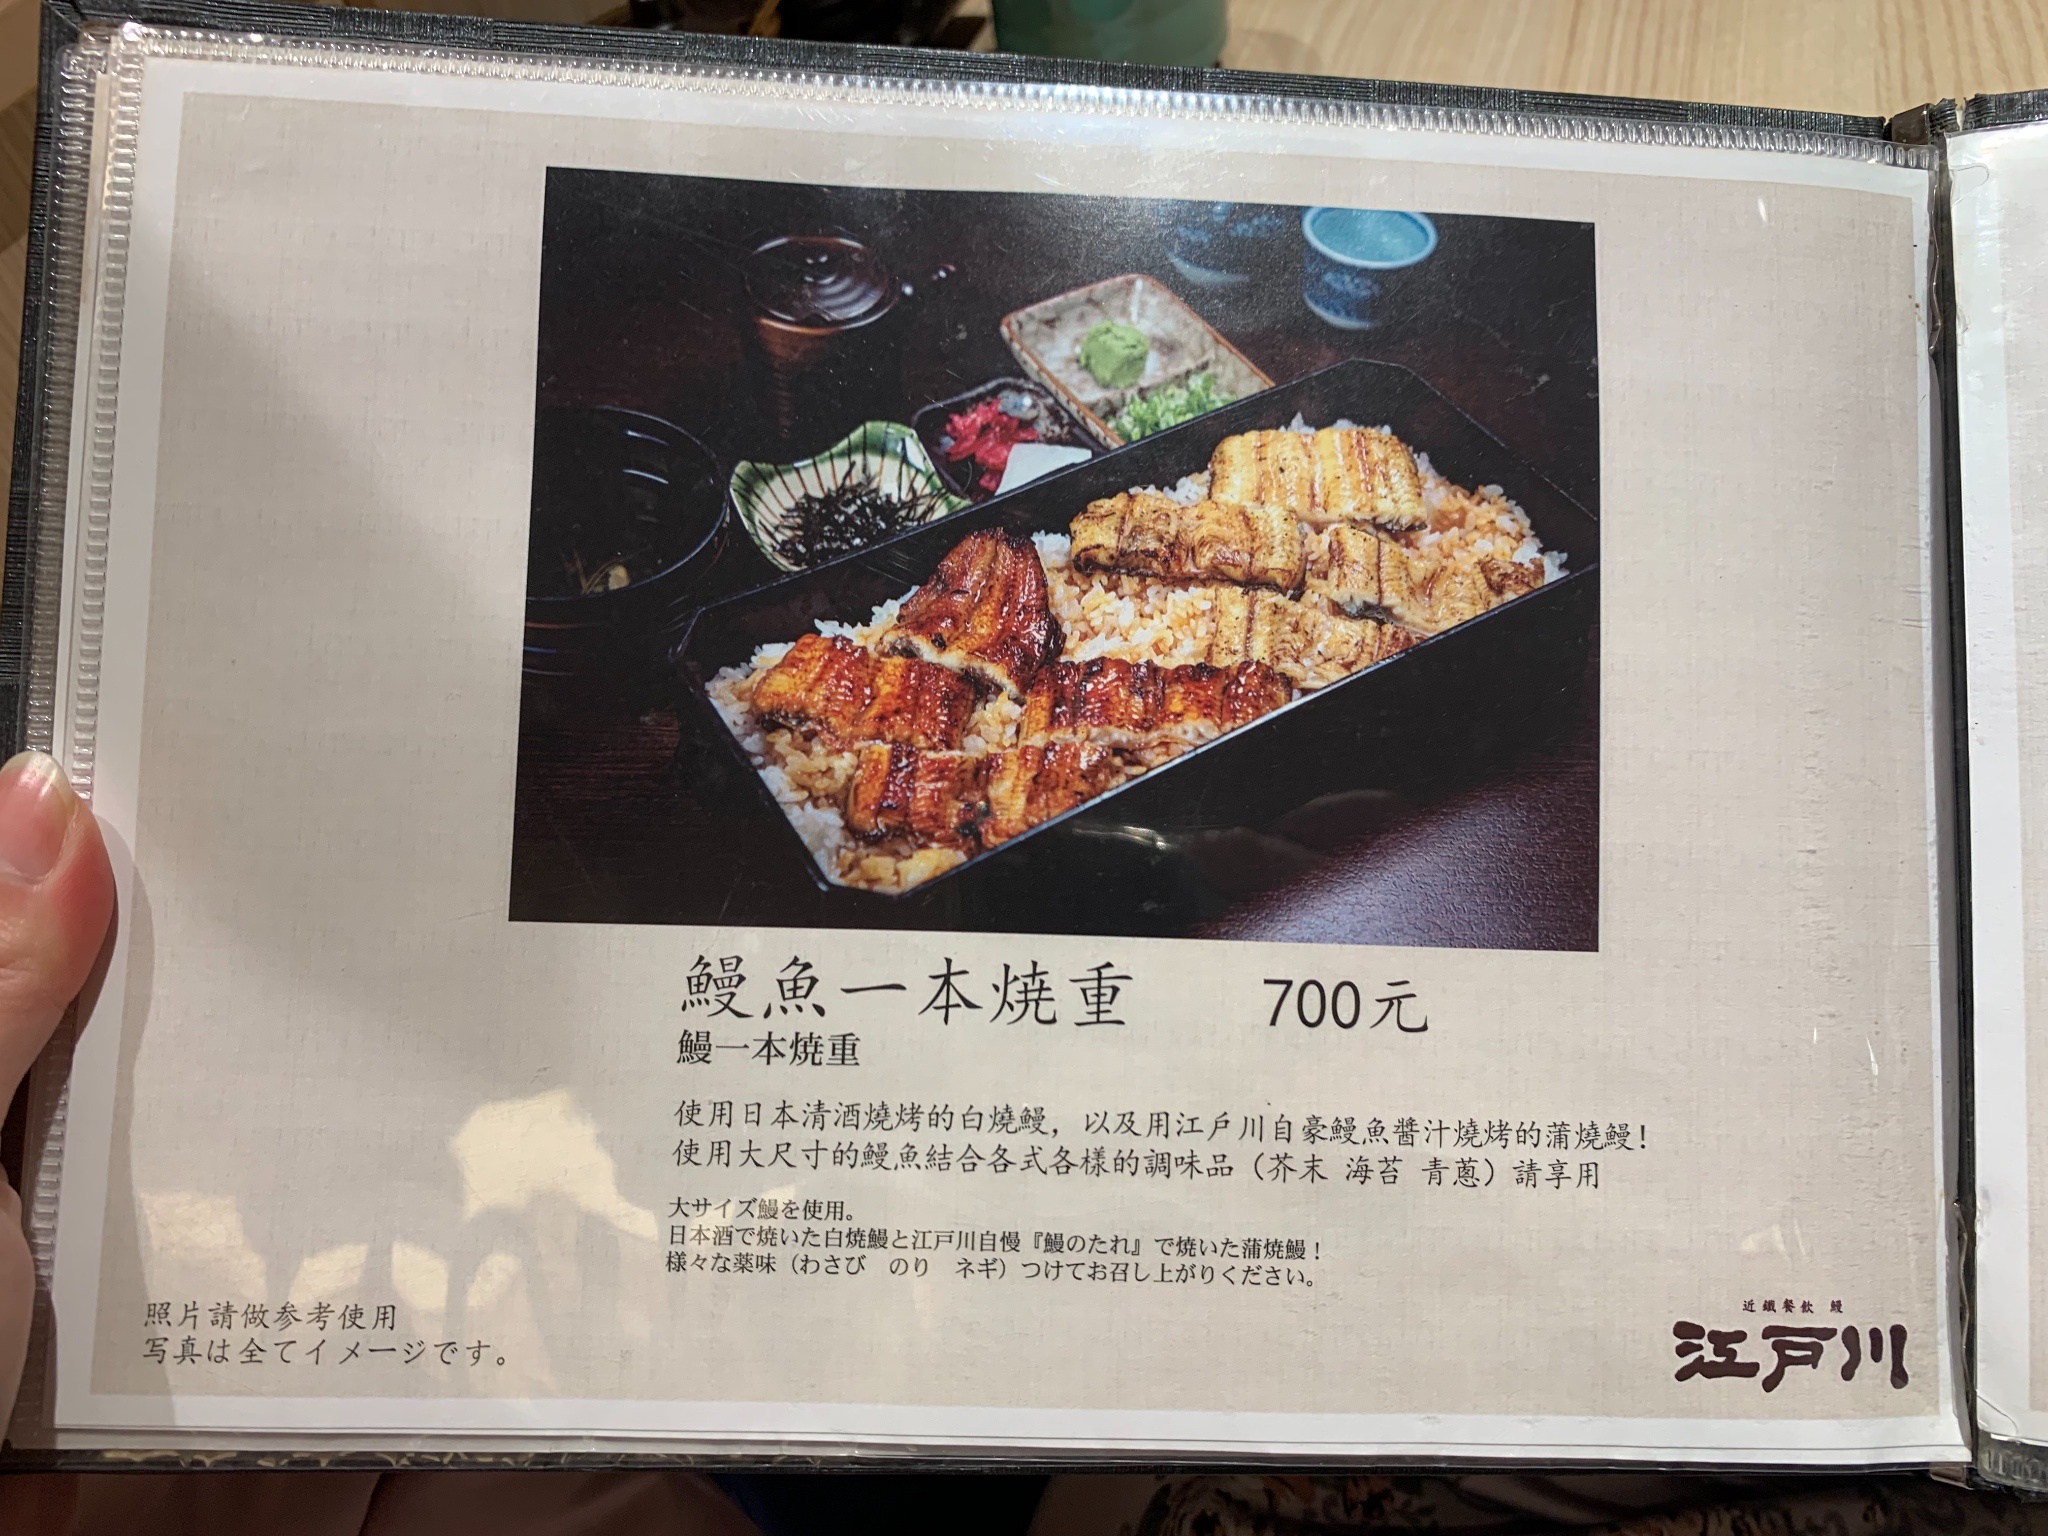 鰻魚一本燒重 700元
鰻一本焼重
使用日本清酒燒烤的白燒鰻，以及用江戶川自豪鰻魚醬汁燒烤的蒲燒鰻！
使用大尺寸的鰻魚結合各式各樣的調味品（芥末 海苔 青蔥）請享用
大サイズ鰻を使用。
日本酒で焼いた白焼鰻と江戸川自慢『鰻のたれ』で焼いた蒲焼鰻！
様々な薬味（わさび　のり　ネギ）つけてお召し上がりください。
照片請做參考使用
写真は全てイメージです。
近鐵餐飲 鰻
江戸川